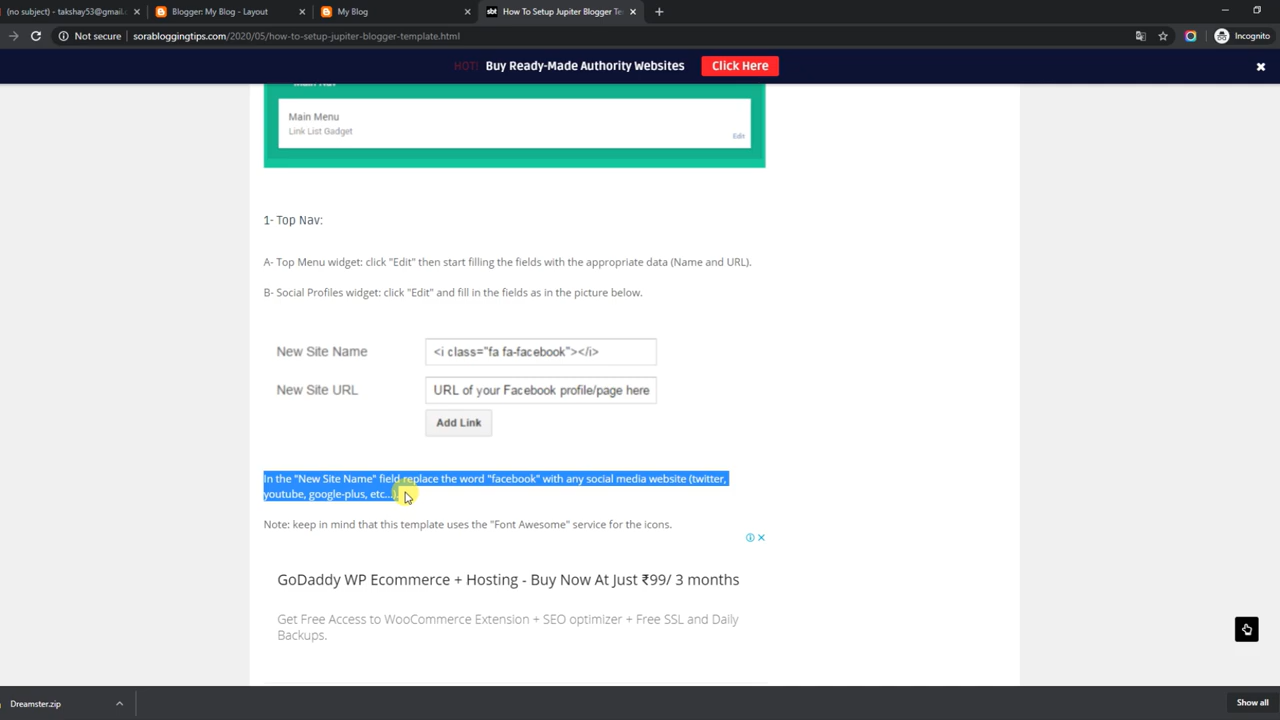 (no subject) - takshay53@gmail.
Blogger: My Blog - Layout
My Blog
sbt
How To Setup Jupiter Blogger Te
Not secure
sorabloggingtips.com/2020/05/how-to-setup-jupiter-blogger-template.html
Incognito
HOT! Buy Ready-Made Authority Websites
Click Here
Main Menu
Link List Gadget
Edit
1- Top Nav:
A- Top Menu widget: click "Edit" then start filling the fields with the appropriate data (Name and URL).
B- Social Profiles widget: click "Edit" and fill in the fields as in the picture below.
New Site Name
<i class="fa fa-facebook"></i>
New Site URL
URL of your Facebook profile/page here
Add Link
In the "New Site Name" field replace the word "facebook" with any social media website (twitter,
youtube, google-plus, etc...).
Note: keep in mind that this template uses the "Font Awesome" service for the icons.
GoDaddy WP Ecommerce + Hosting - Buy Now At Just ₹99/ 3 months
Get Free Access to WooCommerce Extension + SEO optimizer + Free SSL and Daily
Backups.
Dreamster.zip
Show all